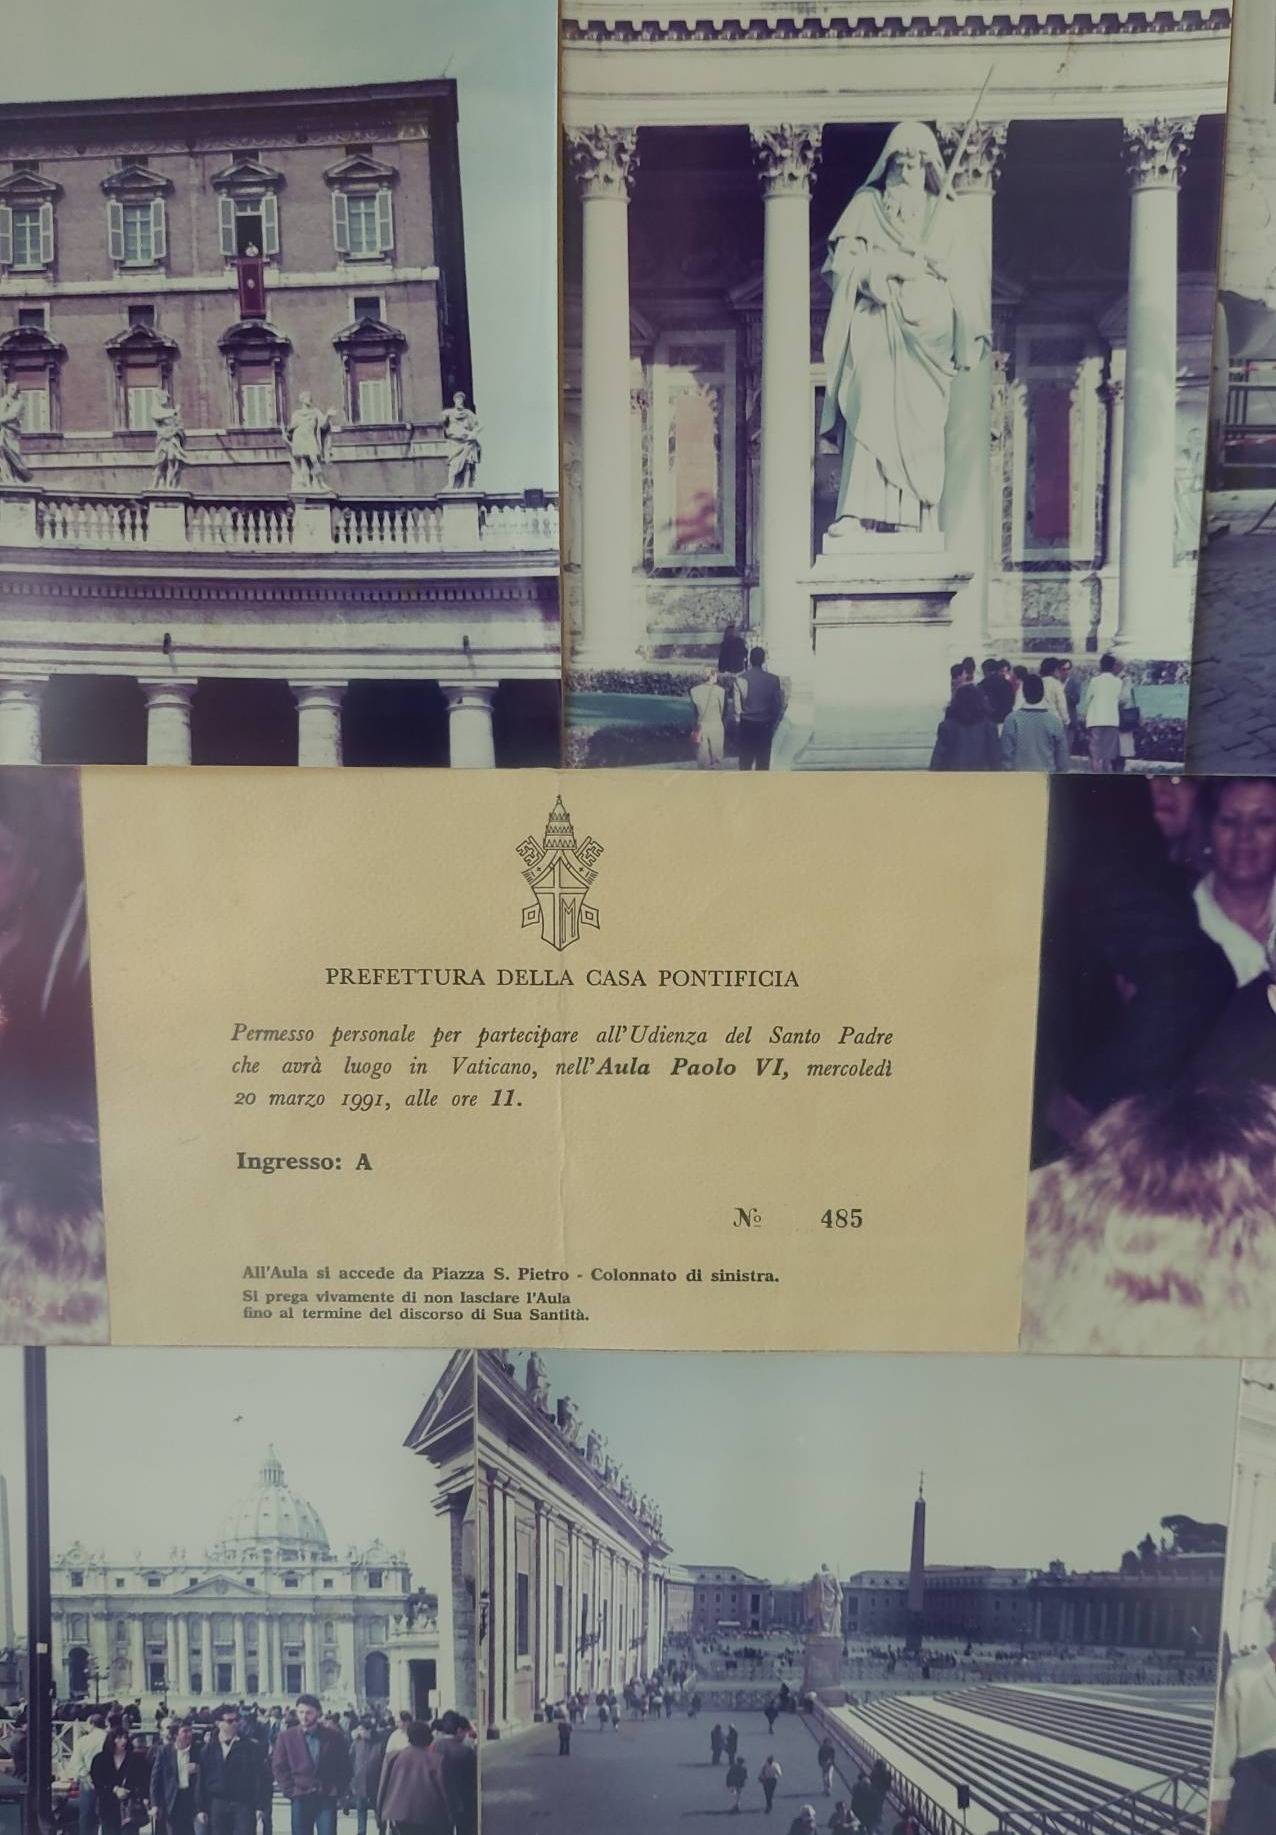 PREFETTURA DELLA CASA PONTIFICIA
Permesso personale per partecipare all'Udienza del Santo Padre
che avrà luogo in Vaticano, nell'Aula Paolo VI, mercoledì
20 marzo 1991, alle ore 11.
Ingresso: A
№ 485
All'Aula si accede da Piazza S. Pietro - Colonnato di sinistra.
Si prega vivamente di non lasciare l'Aula
fino al termine del discorso di Sua Santità.